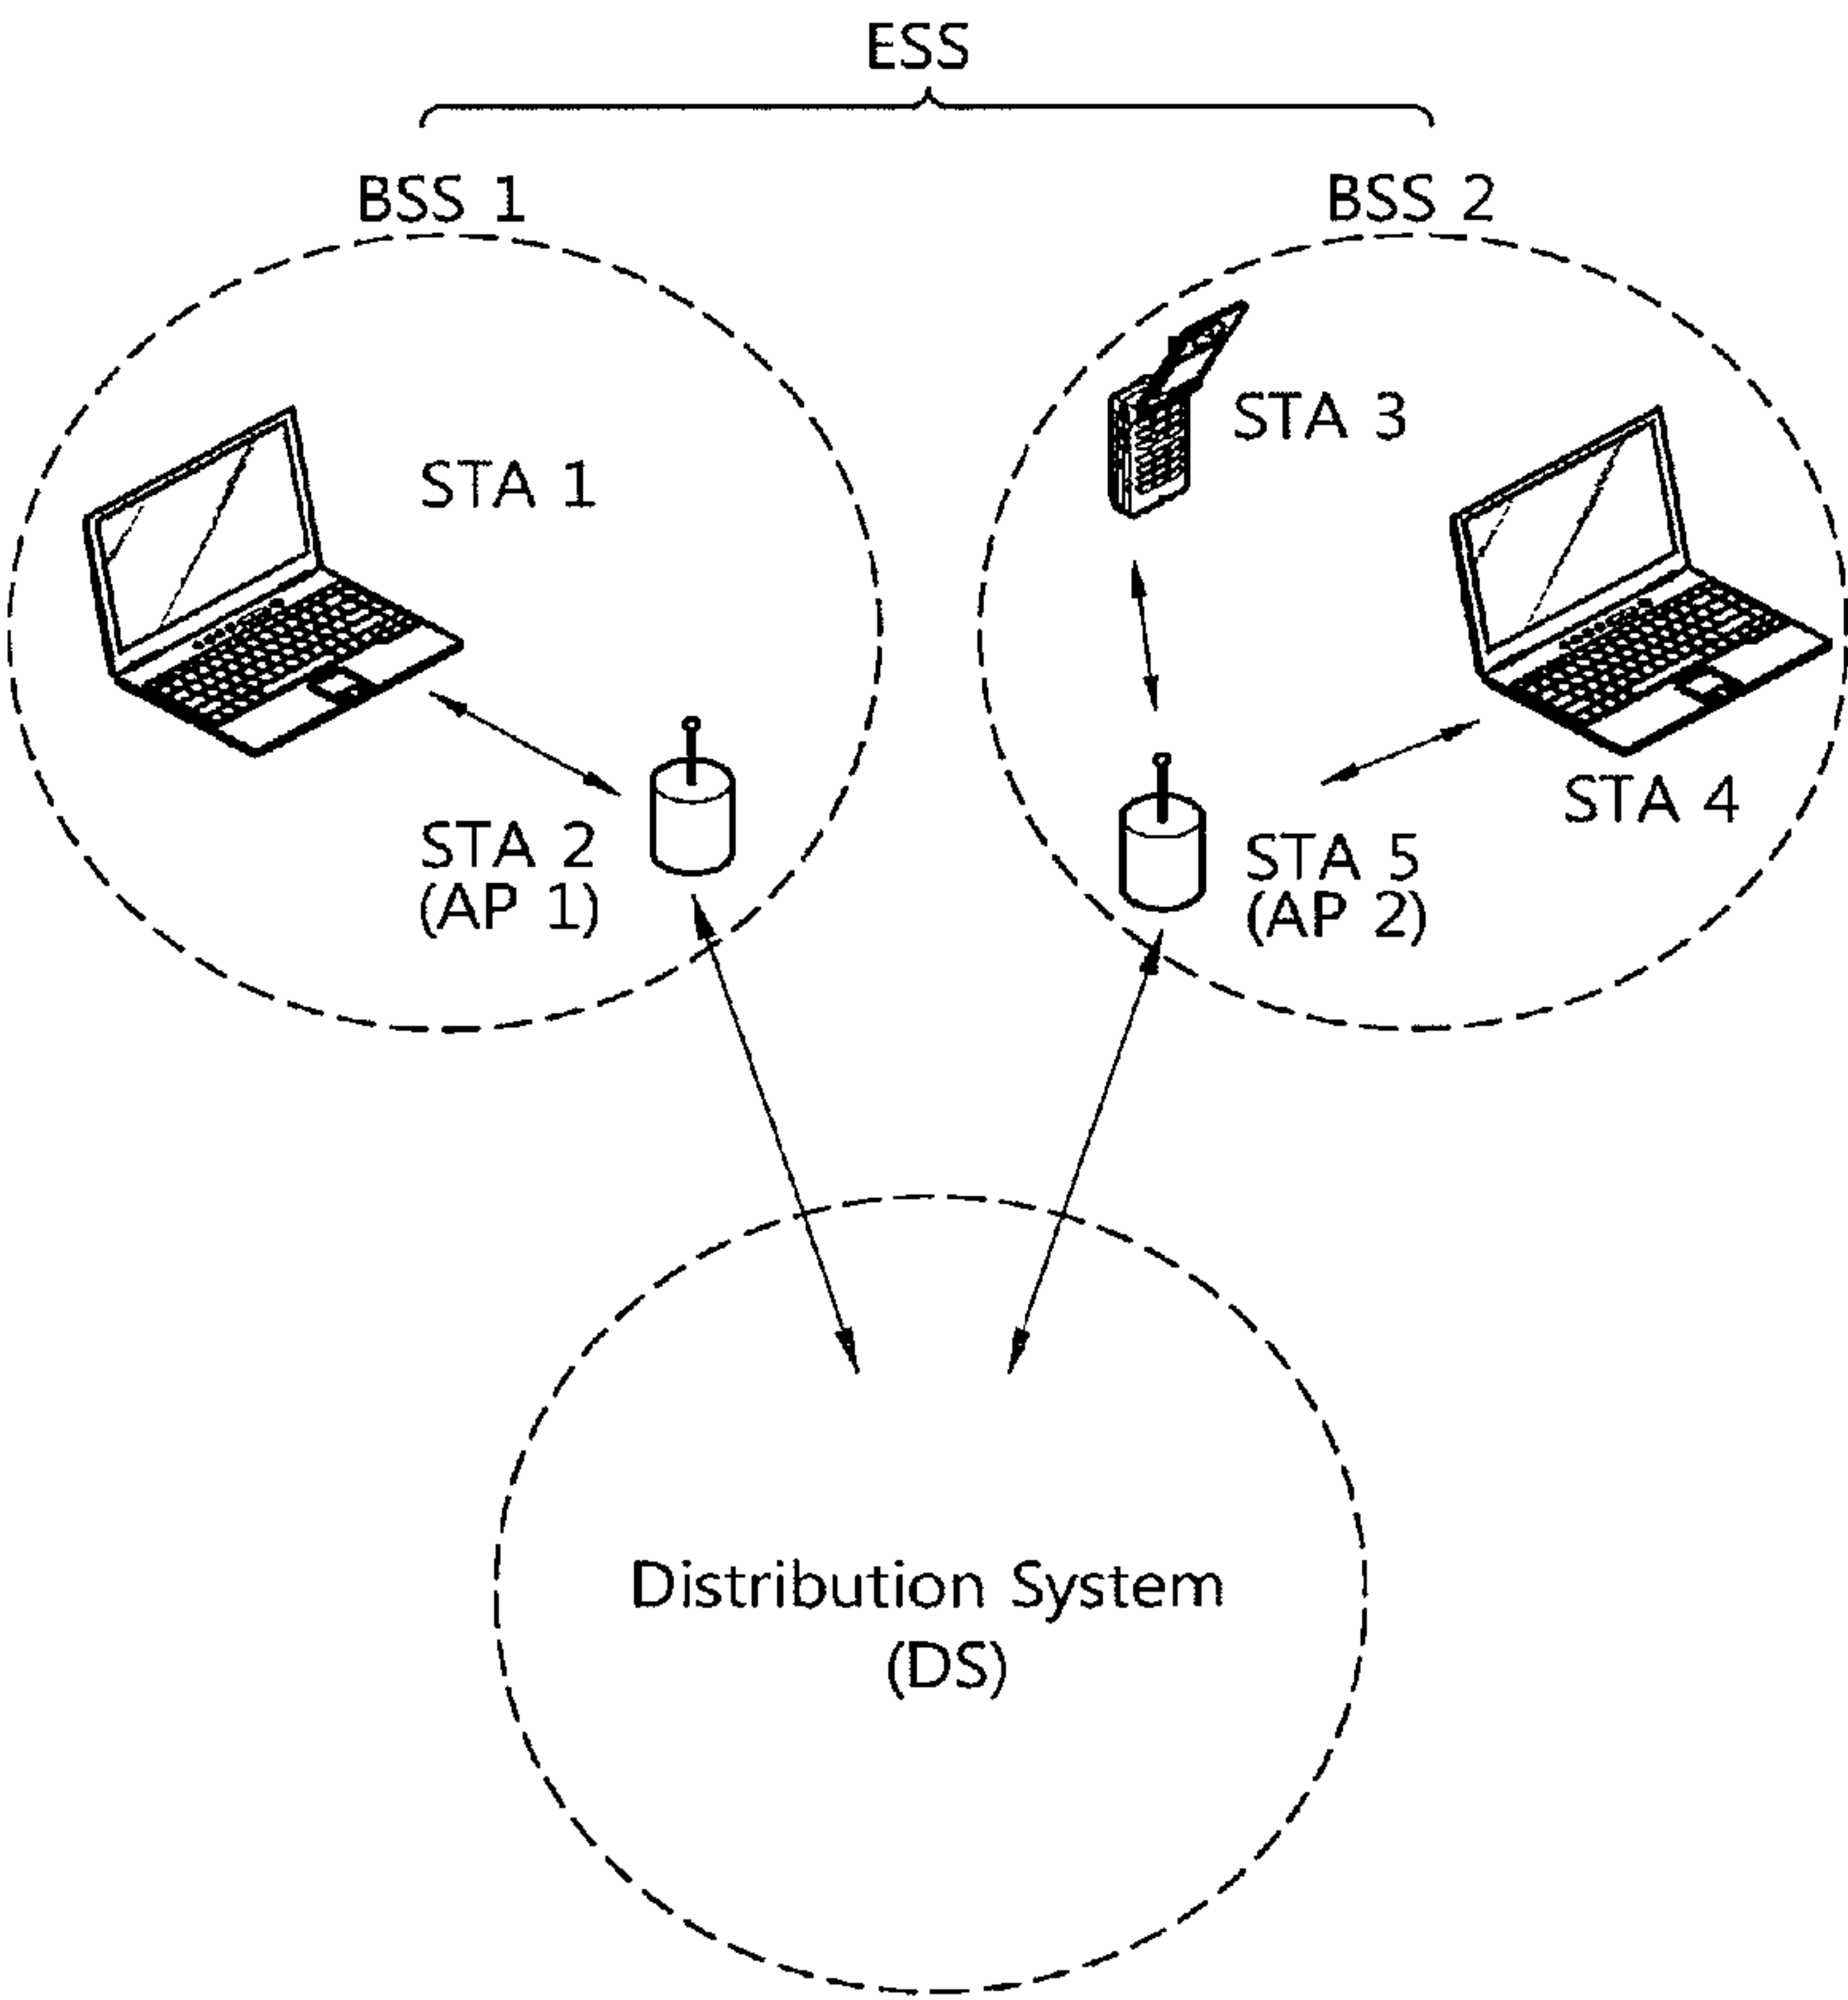 ESS
BSS 1
BSS 2
STA 1
STA 3
STA 2
(AP 1)
STA 4
STA 5
(AP 2)
Distribution System
(DS)